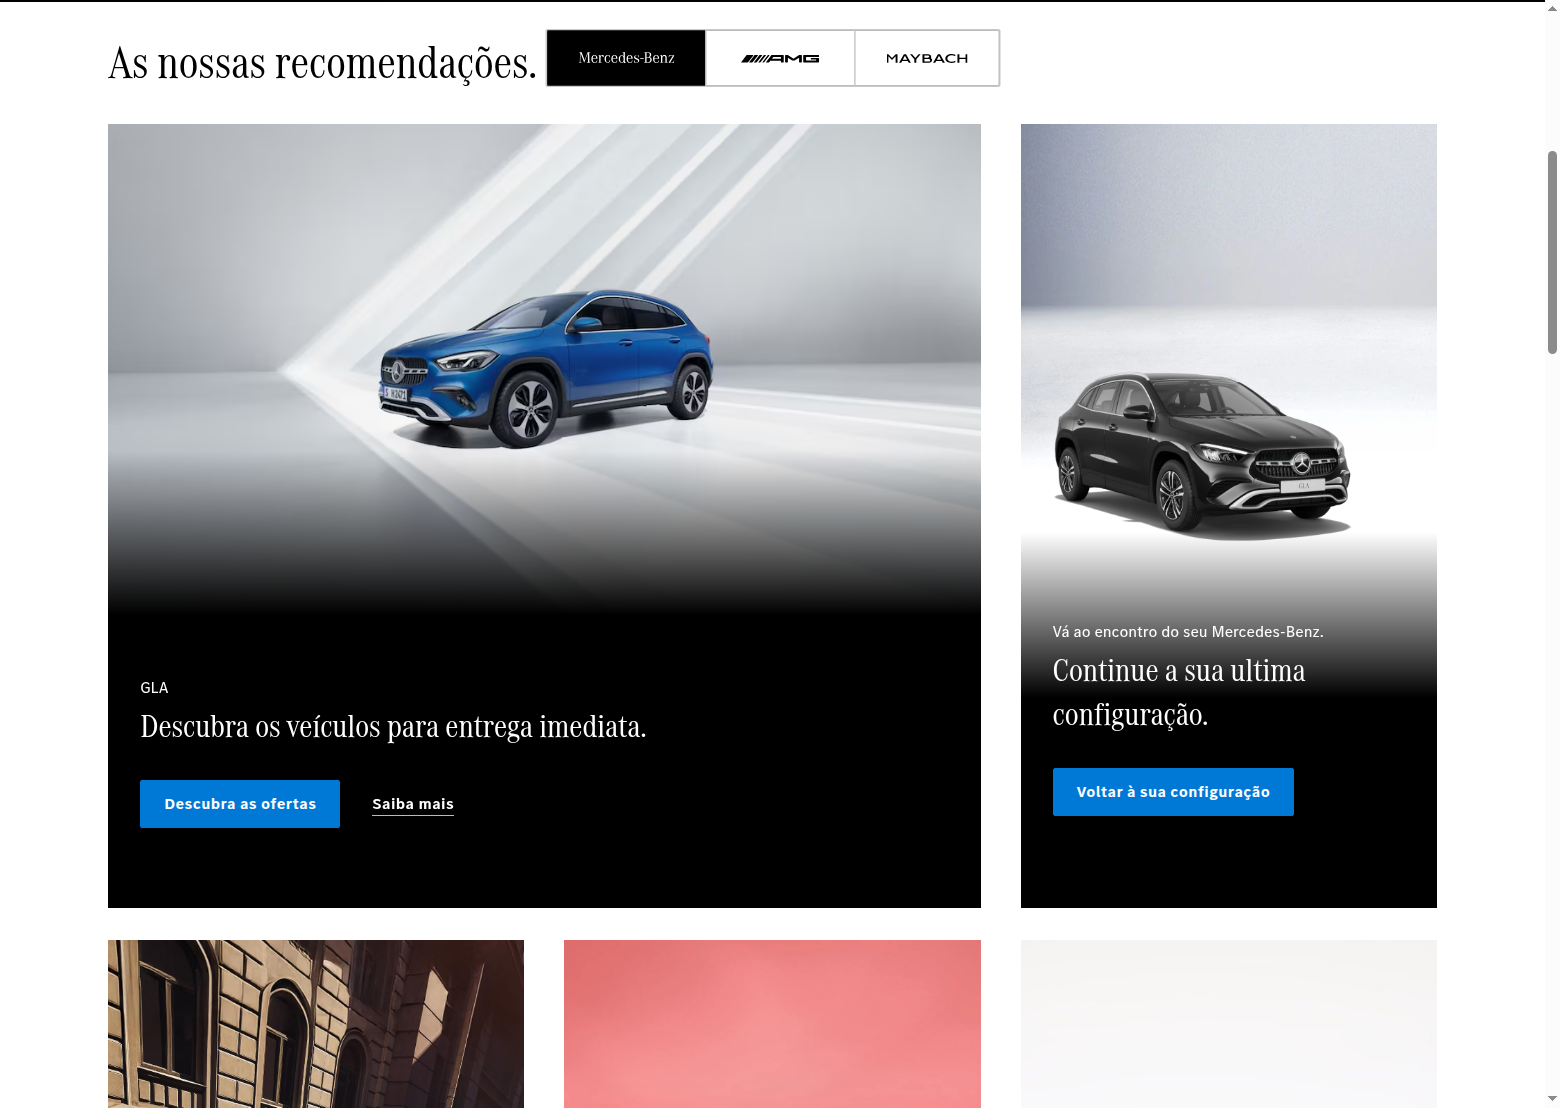 As nossas recomendações.
Mercedes-Benz
AMG
MAYBACH
GLA
Descubra os veículos para entrega imediata.
Descubra as ofertas
Saiba mais
GLA
Vá ao encontro do seu Mercedes-Benz.
Continue a sua ultima
configuração.
Voltar à sua configuração